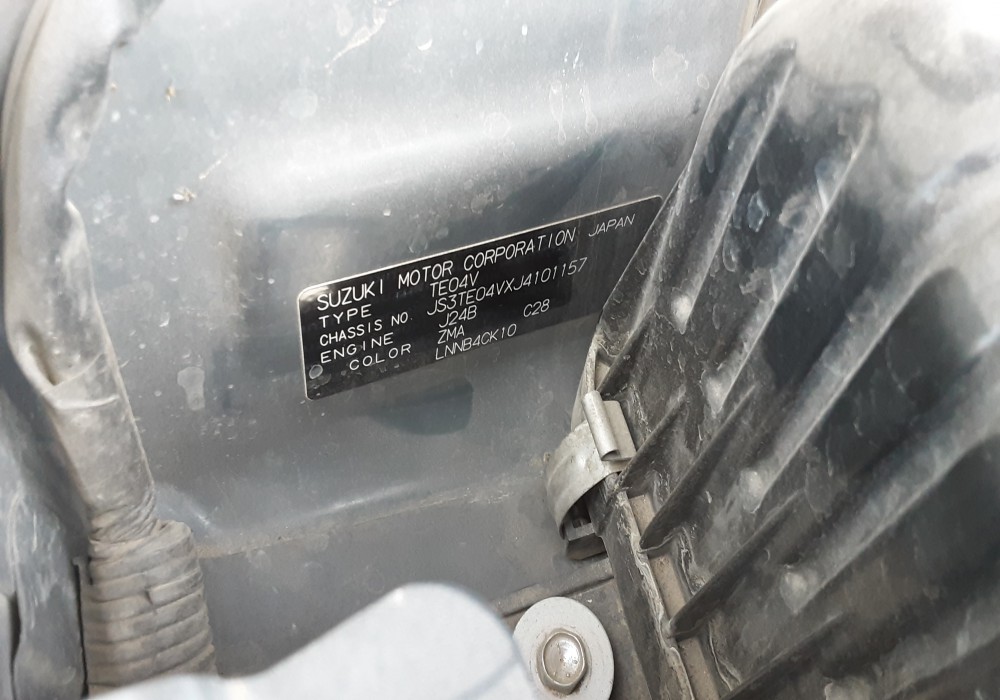 SUZUKI MOTOR CORPORATION JAPAN
TYPE TE04V
CHASSIS NO. JS3TE04VXJ4101157
ENGINE J24B
COLOR ZMA C28
LNNB4CK10